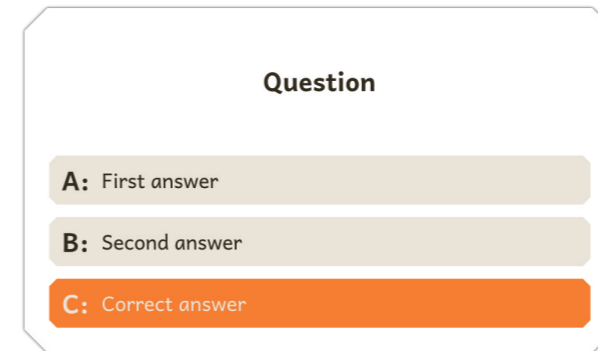 Question
A: First answer
B: Second answer
C: Correct answer